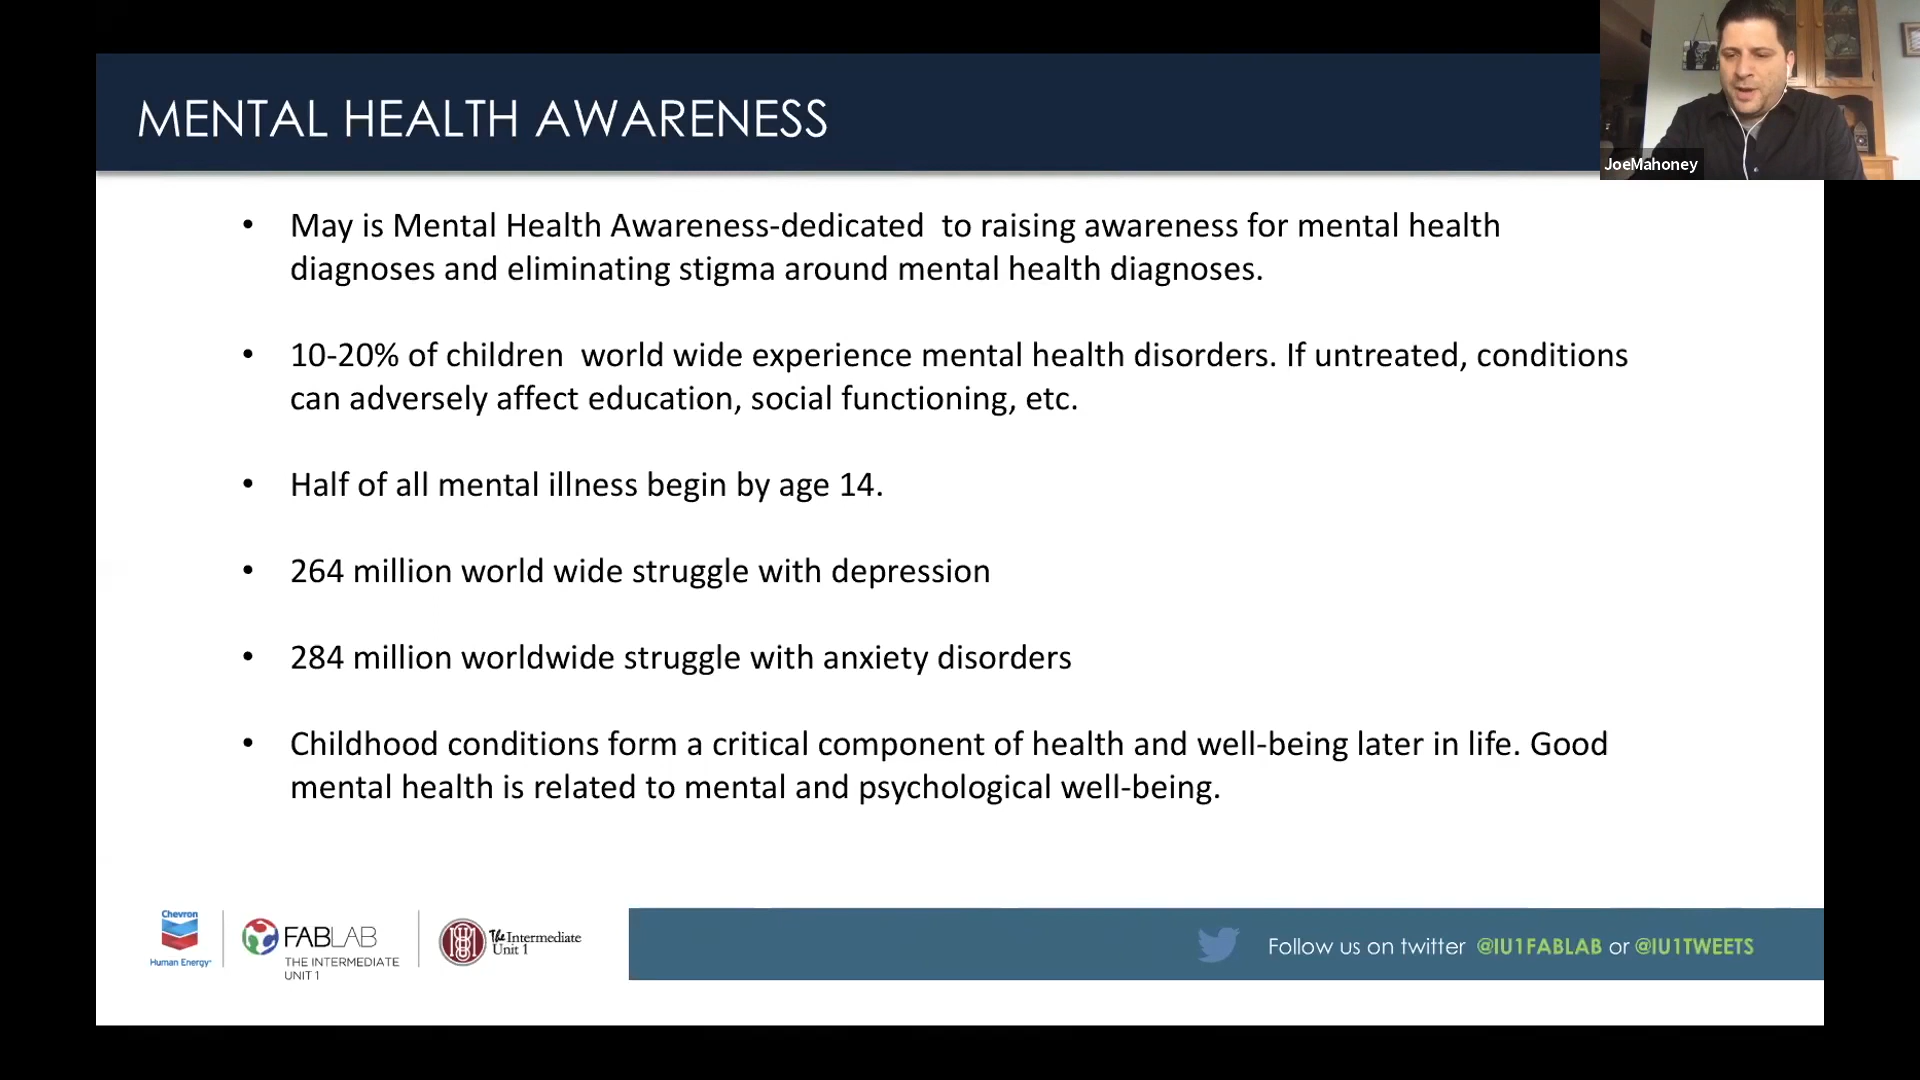 MENTAL HEALTH AWARENESS
JoeMahoney
• May is Mental Health Awareness-dedicated  to raising awareness for mental health
diagnoses and eliminating stigma around mental health diagnoses.
• 10-20% of children  world wide experience mental health disorders. If untreated, conditions
can adversely affect education, social functioning, etc.
• Half of all mental illness begin by age 14.
• 264 million world wide struggle with depression
• 284 million worldwide struggle with anxiety disorders
• Childhood conditions form a critical component of health and well-being later in life. Good
mental health is related to mental and psychological well-being.
Chevron
Human Energy®
FABLAB
THE INTERMEDIATE
UNIT 1
The Intermediate
Unit 1
Follow us on twitter @IU1FABLAB or @IU1TWEETS